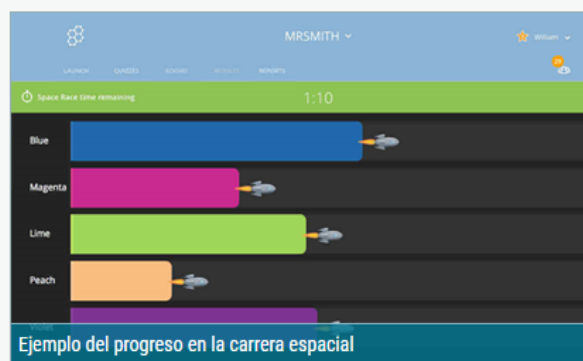 MRSMITH
William
LAUNCH QUIZZES ROOMS RESULTS REPORTS
Space Race time remaining 1:10
Blue
Magenta
Lime
Peach
Violet
Ejemplo del progreso en la carrera espacial